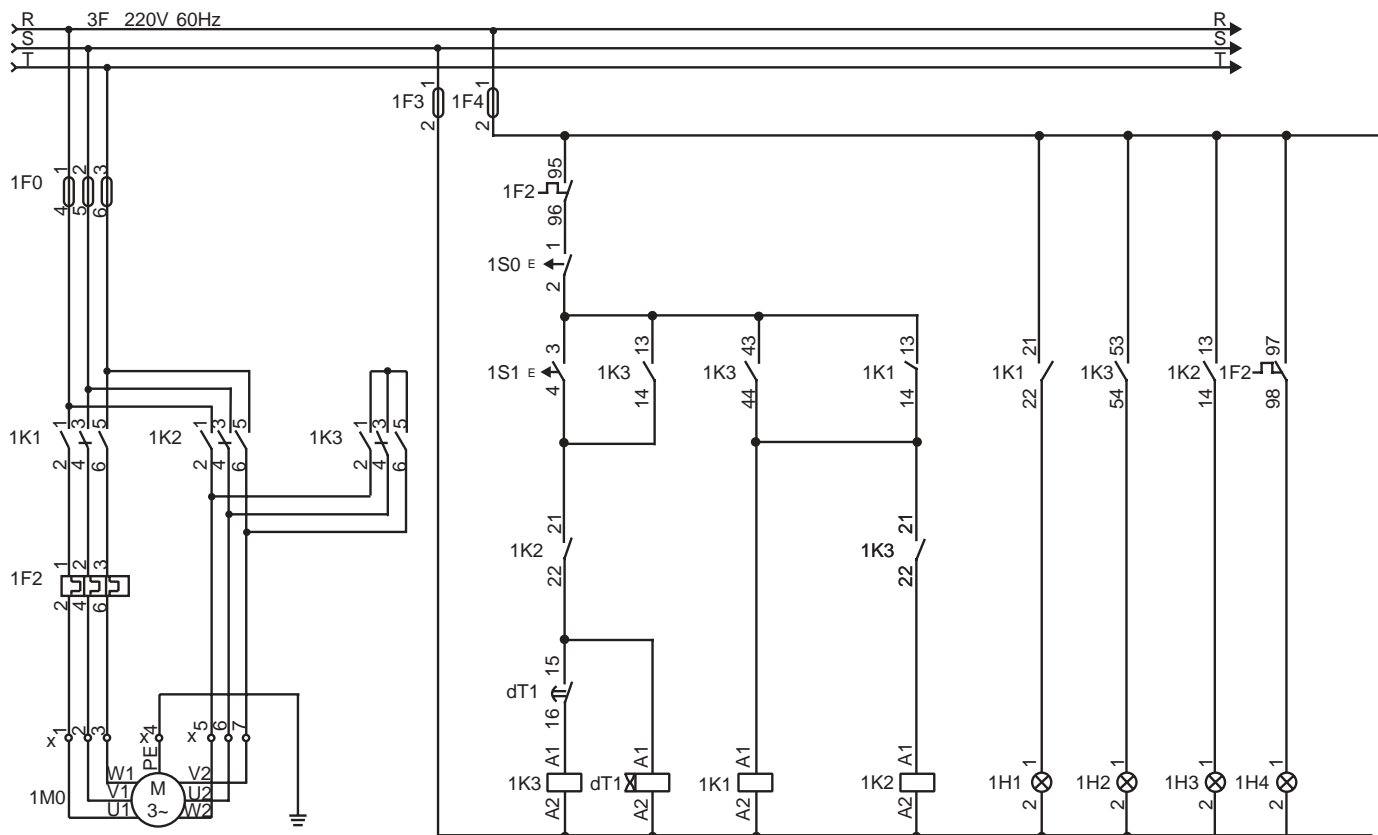 R 3F 220V 60Hz R
S S
T T
1F3 1 2
1F4 1 2
1F0 1 2 3
4 5 6
1F2 95 96
1S0 E 1 2
1S1 E 3 4
1K3 13 14
1K3 43 44
1K1 13 14
1K1 21 22
1K3 53 54
1K2 13 14
1F2 97 98
1K1 1 3 5
2 4 6
1K2 1 3 5
2 4 6
1K3 1 3 5
2 4 6
1K2 21 22
1K3 21 22
1F2 1 2 3
2 4 6
dT1 15 16
x 1 2 3
x 4
PE
x 5 6 7
W1 M V2
V1 3~ U2
U1 W2
1M0
1K3 A1 A2
dT1 A1 A2
1K1 A1 A2
1K2 A1 A2
1H1 1 2
1H2 1 2
1H3 1 2
1H4 1 2